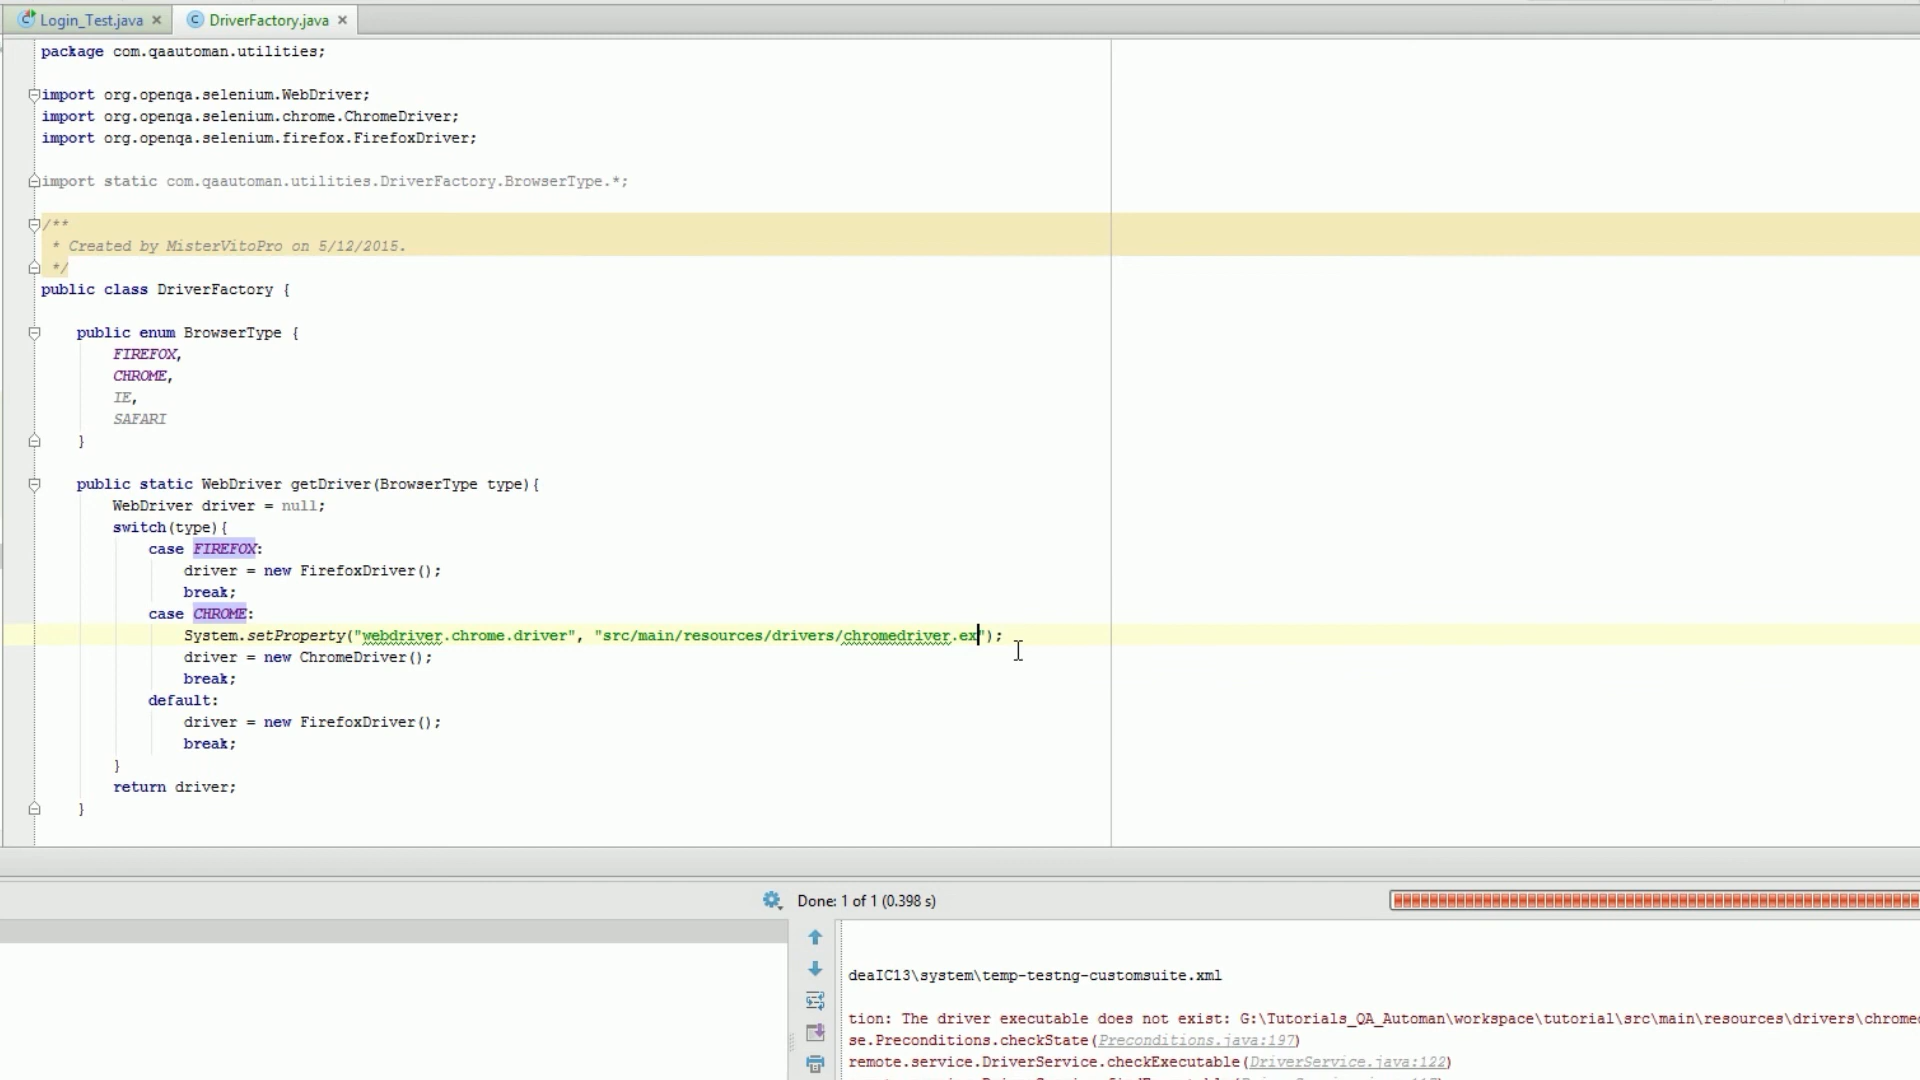 Login_Test.java
DriverFactory.java
package com.qaautoman.utilities;
import org.openqa.selenium.WebDriver;
import org.openqa.selenium.chrome.ChromeDriver;
import org.openqa.selenium.firefox.FirefoxDriver;
import static com.qaautoman.utilities.DriverFactory.BrowserType.*;
/**
* Created by MisterVitoPro on 5/12/2015.
*/
public class DriverFactory {
public enum BrowserType {
FIREFOX,
CHROME,
IE,
SAFARI
}
public static WebDriver getDriver(BrowserType type){
WebDriver driver = null;
switch(type){
case FIREFOX:
driver = new FirefoxDriver();
break;
case CHROME:
System.setProperty("webdriver.chrome.driver", "src/main/resources/drivers/chromedriver.ex");
driver = new ChromeDriver();
break;
default:
driver = new FirefoxDriver();
break;
}
return driver;
}
Done: 1 of 1 (0.398 s)
deaIC13\system\temp-testng-customsuite.xml
tion: The driver executable does not exist: G:\Tutorials_QA_Automan\workspace\tutorial\src\main\resources\drivers\chrome
se.Preconditions.checkState(Preconditions.java:197)
remote.service.DriverService.checkExecutable(DriverService.java:122)